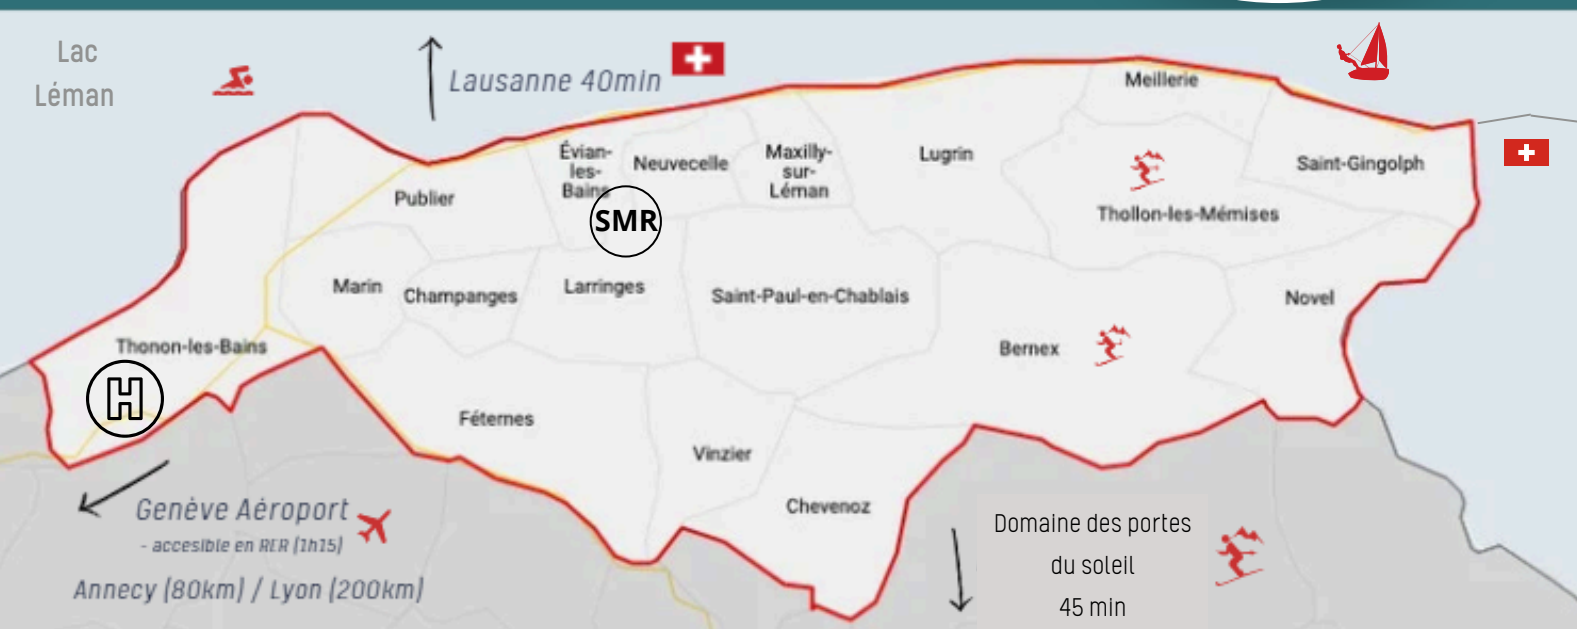 Lac
Léman
Lausanne 40min
Meillerie
Évian-
les-
Bains
Neuvecelle
Maxilly-
sur-
Léman
Lugrin
Saint-Gingolph
Publier
SMR
Thollon-les-Mémises
Marin
Champanges
Larringes
Saint-Paul-en-Chablais
Novel
Thonon-les-Bains
Bernex
H
Féternes
Vinzier
Chevenoz
Genève Aéroport
- accesible en RER (1h15)
Annecy (80km) / Lyon (200km)
Domaine des portes
du soleil
45 min